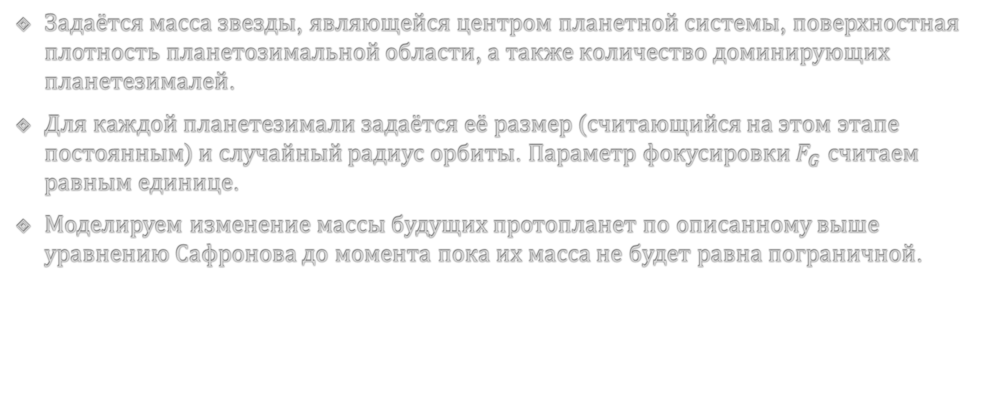 Задаётся масса звезды, являющейся центром планетной системы, поверхностная
плотность планетозимальной области, а также количество доминирующих
планетезималей.
Для каждой планетезимали задаётся её размер (считающийся на этом этапе
постоянным) и случайный радиус орбиты. Параметр фокусировки F_G считаем
равным единице.
Моделируем изменение массы будущих протопланет по описанному выше
уравнению Сафронова до момента пока их масса не будет равна пограничной.